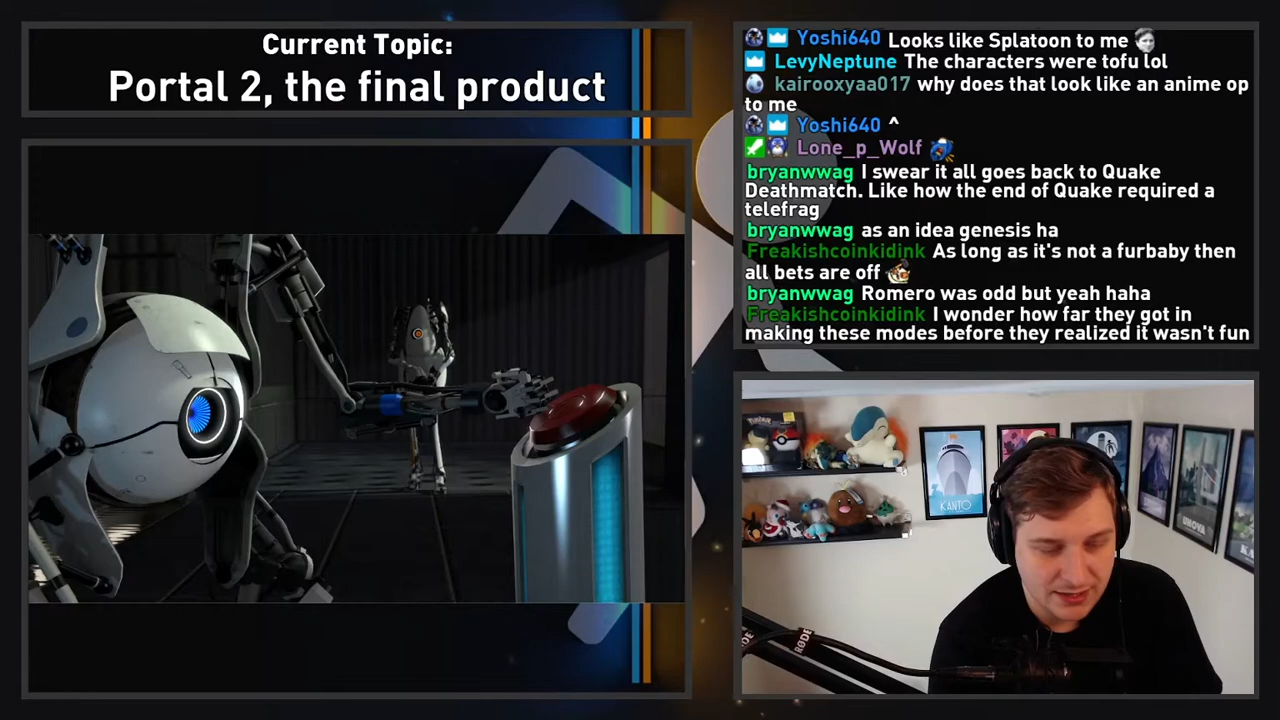 Current Topic:
Portal 2, the final product
Yoshi640 Looks like Splatoon to me
LevyNeptune The characters were tofu lol
kairooxyaa017 why does that look like an anime op
to me
Yoshi640 ^
Lone_p_Wolf
bryanwwag I swear it all goes back to Quake
Deathmatch. Like how the end of Quake required a
telefrag
bryanwwag as an idea genesis ha
Freakishcoinkidink As long as it's not a furbaby then
all bets are off
bryanwwag Romero was odd but yeah haha
Freakishcoinkidink I wonder how far they got in
making these modes before they realized it wasn't fun
KANTO
UNOVA
RØDE